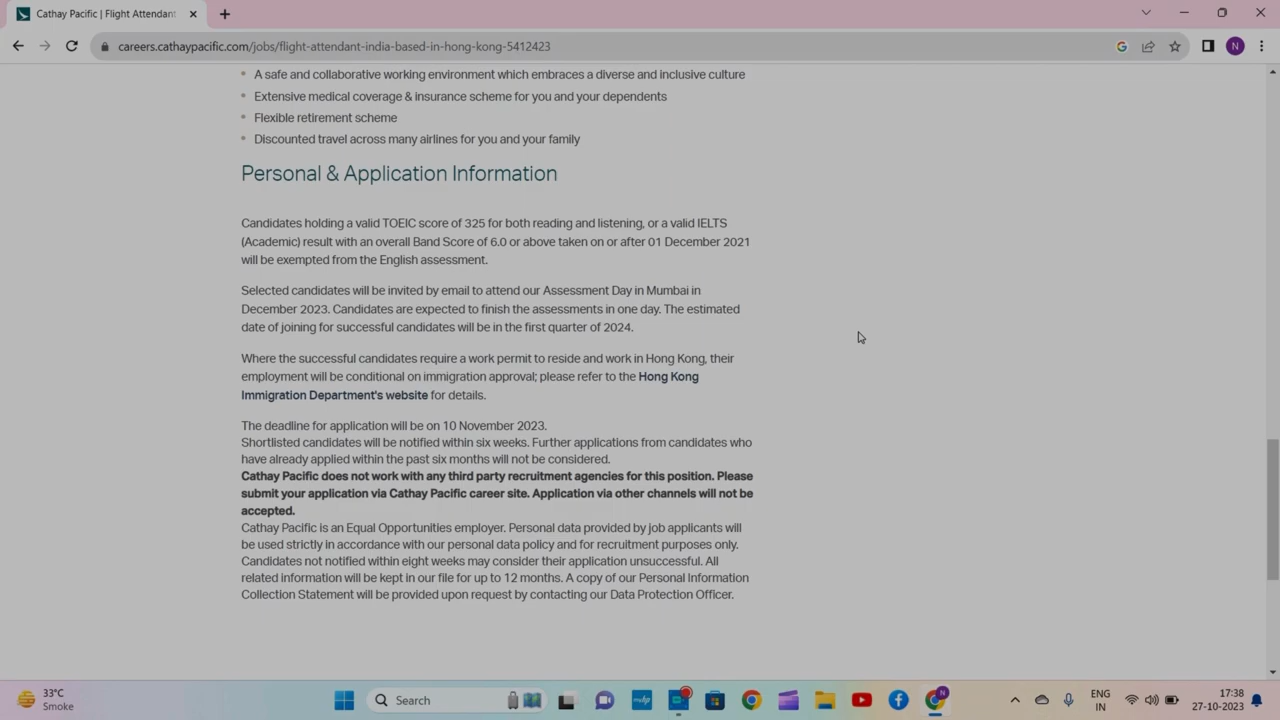 Cathay Pacific | Flight Attendant
careers.cathaypacific.com/jobs/flight-attendant-india-based-in-hong-kong-5412423
N
A safe and collaborative working environment which embraces a diverse and inclusive culture
Extensive medical coverage & insurance scheme for you and your dependents
Flexible retirement scheme
Discounted travel across many airlines for you and your family
Personal & Application Information
Candidates holding a valid TOEIC score of 325 for both reading and listening, or a valid IELTS
(Academic) result with an overall Band Score of 6.0 or above taken on or after 01 December 2021
will be exempted from the English assessment.
Selected candidates will be invited by email to attend our Assessment Day in Mumbai in
December 2023. Candidates are expected to finish the assessments in one day. The estimated
date of joining for successful candidates will be in the first quarter of 2024.
Where the successful candidates require a work permit to reside and work in Hong Kong, their
employment will be conditional on immigration approval; please refer to the Hong Kong
Immigration Department's website for details.
The deadline for application will be on 10 November 2023.
Shortlisted candidates will be notified within six weeks. Further applications from candidates who
have already applied within the past six months will not be considered.
Cathay Pacific does not work with any third party recruitment agencies for this position. Please
submit your application via Cathay Pacific career site. Application via other channels will not be
accepted.
Cathay Pacific is an Equal Opportunities employer. Personal data provided by job applicants will
be used strictly in accordance with our personal data policy and for recruitment purposes only.
Candidates not notified within eight weeks may consider their application unsuccessful. All
related information will be kept in our file for up to 12 months. A copy of our Personal Information
Collection Statement will be provided upon request by contacting our Data Protection Officer.
33°C
Smoke
Search
ENG
IN
17:38
27-10-2023